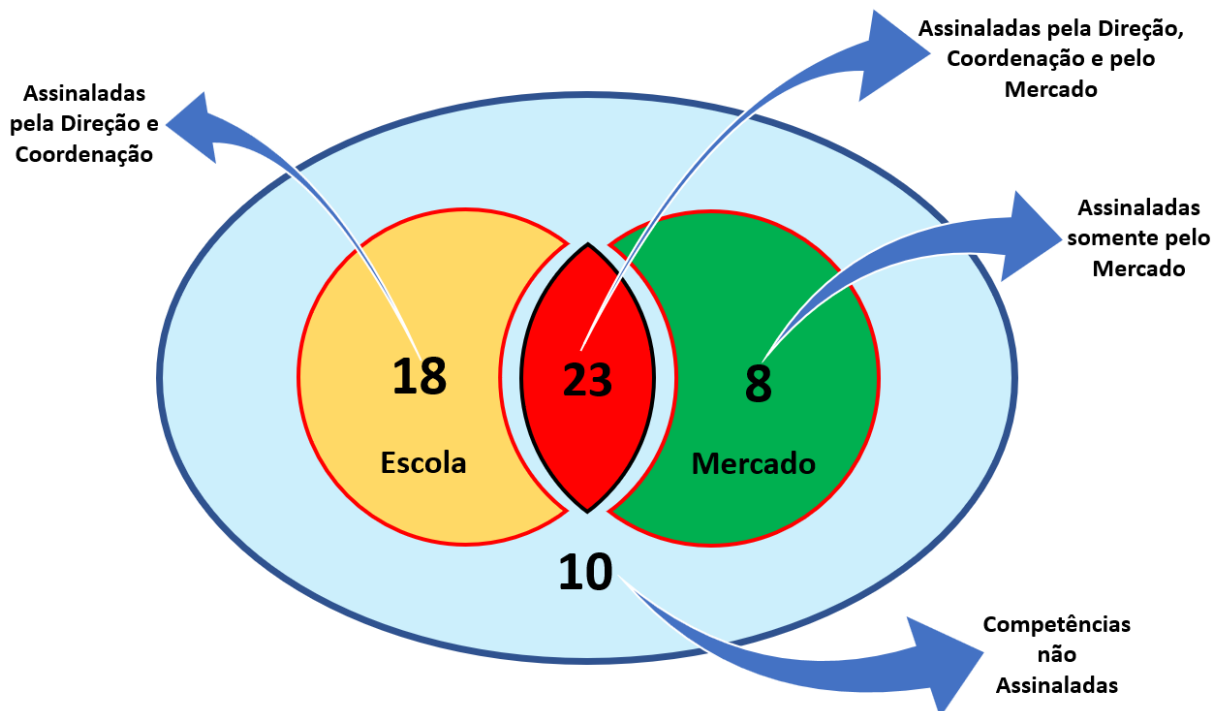 Assinaladas pela Direção,
Coordenação e pelo
Mercado
Assinaladas
pela Direção e
Coordenação
Assinaladas
somente pelo
Mercado
18
23
8
Escola
Mercado
10
Competências
não
Assinaladas